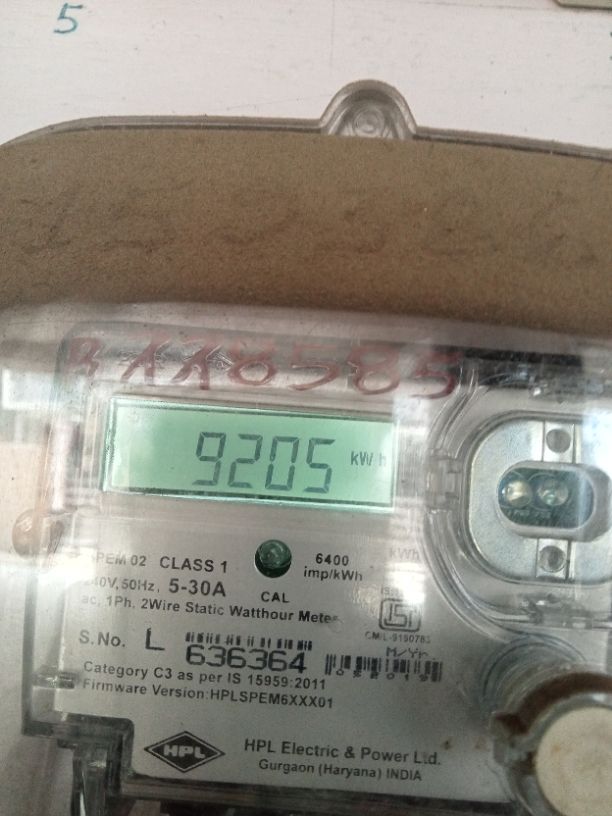 5
778585
9205 kWh
PEM 02 CLASS 1
6400
imp/kWh
kWh
240V, 50Hz, 5-30A
CAL
ac, 1Ph, 2Wire Static Watthour Meter
S.No. L 636364
M/Yr
Category C3 as per IS 15959:2011
Firmware Version:HPLSPEM6XXX01
HPL
HPL Electric & Power Ltd.
Gurgaon (Haryana) INDIA